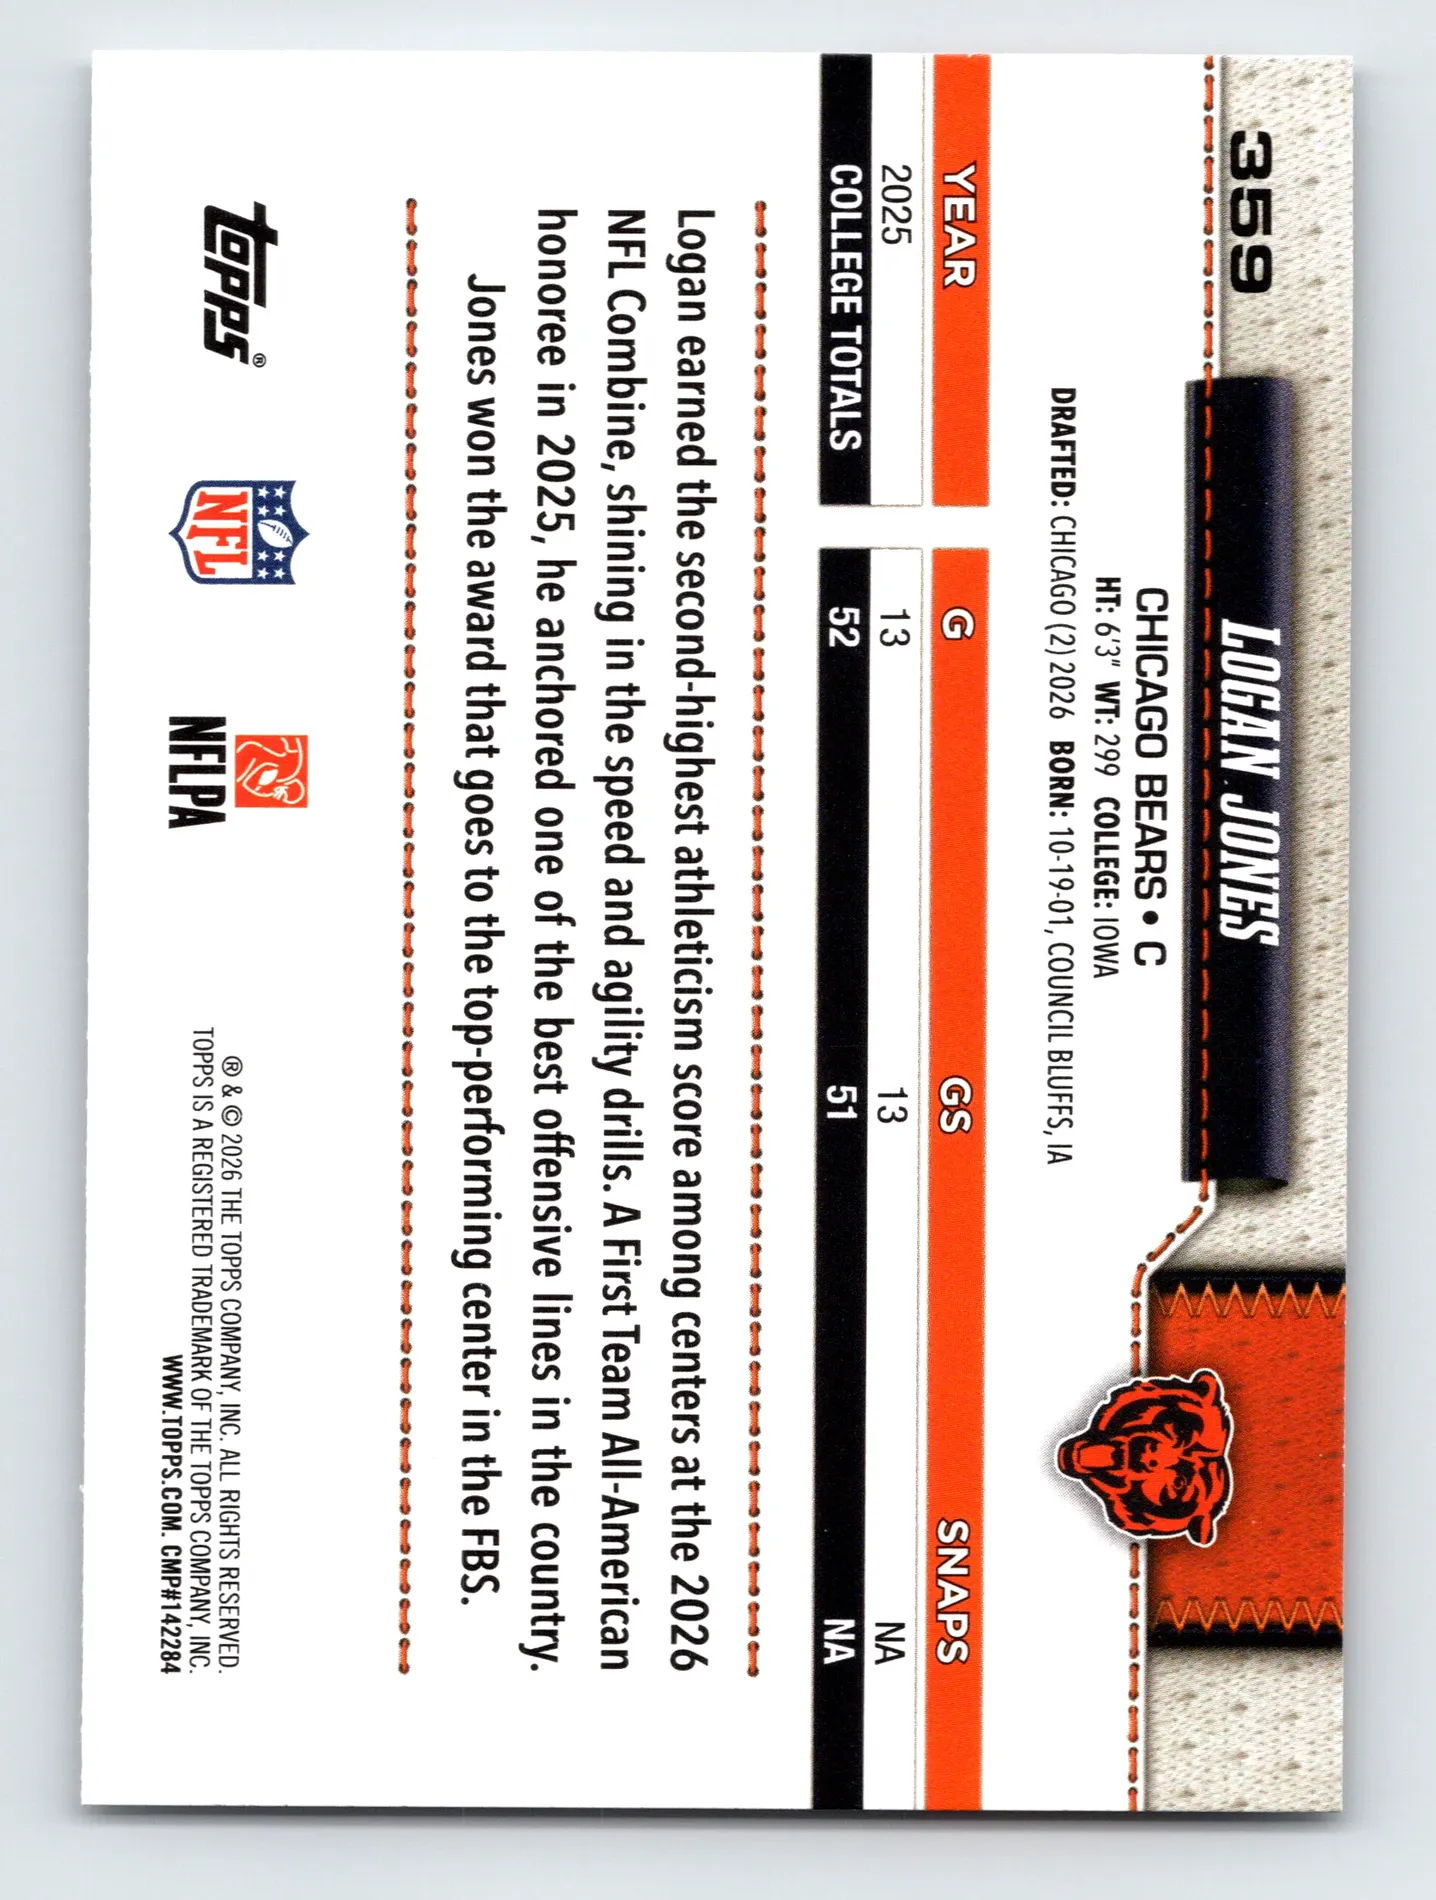 359
LOGAN JONES
CHICAGO BEARS • C
HT: 6'3" WT: 299 COLLEGE: IOWA
DRAFTED: CHICAGO (2) 2026 BORN: 10-19-01, COUNCIL BLUFFS, IA
YEAR G GS SNAPS
2025 13 13 NA
COLLEGE TOTALS 52 51 NA
Logan earned the second-highest athleticism score among centers at the 2026
NFL Combine, shining in the speed and agility drills. A First Team All-American
honoree in 2025, he anchored one of the best offensive lines in the country.
Jones won the award that goes to the top-performing center in the FBS.
topps®
NFL
NFLPA
® & © 2026 THE TOPPS COMPANY, INC. ALL RIGHTS RESERVED.
TOPPS IS A REGISTERED TRADEMARK OF THE TOPPS COMPANY, INC.
WWW.TOPPS.COM. CMP#142284